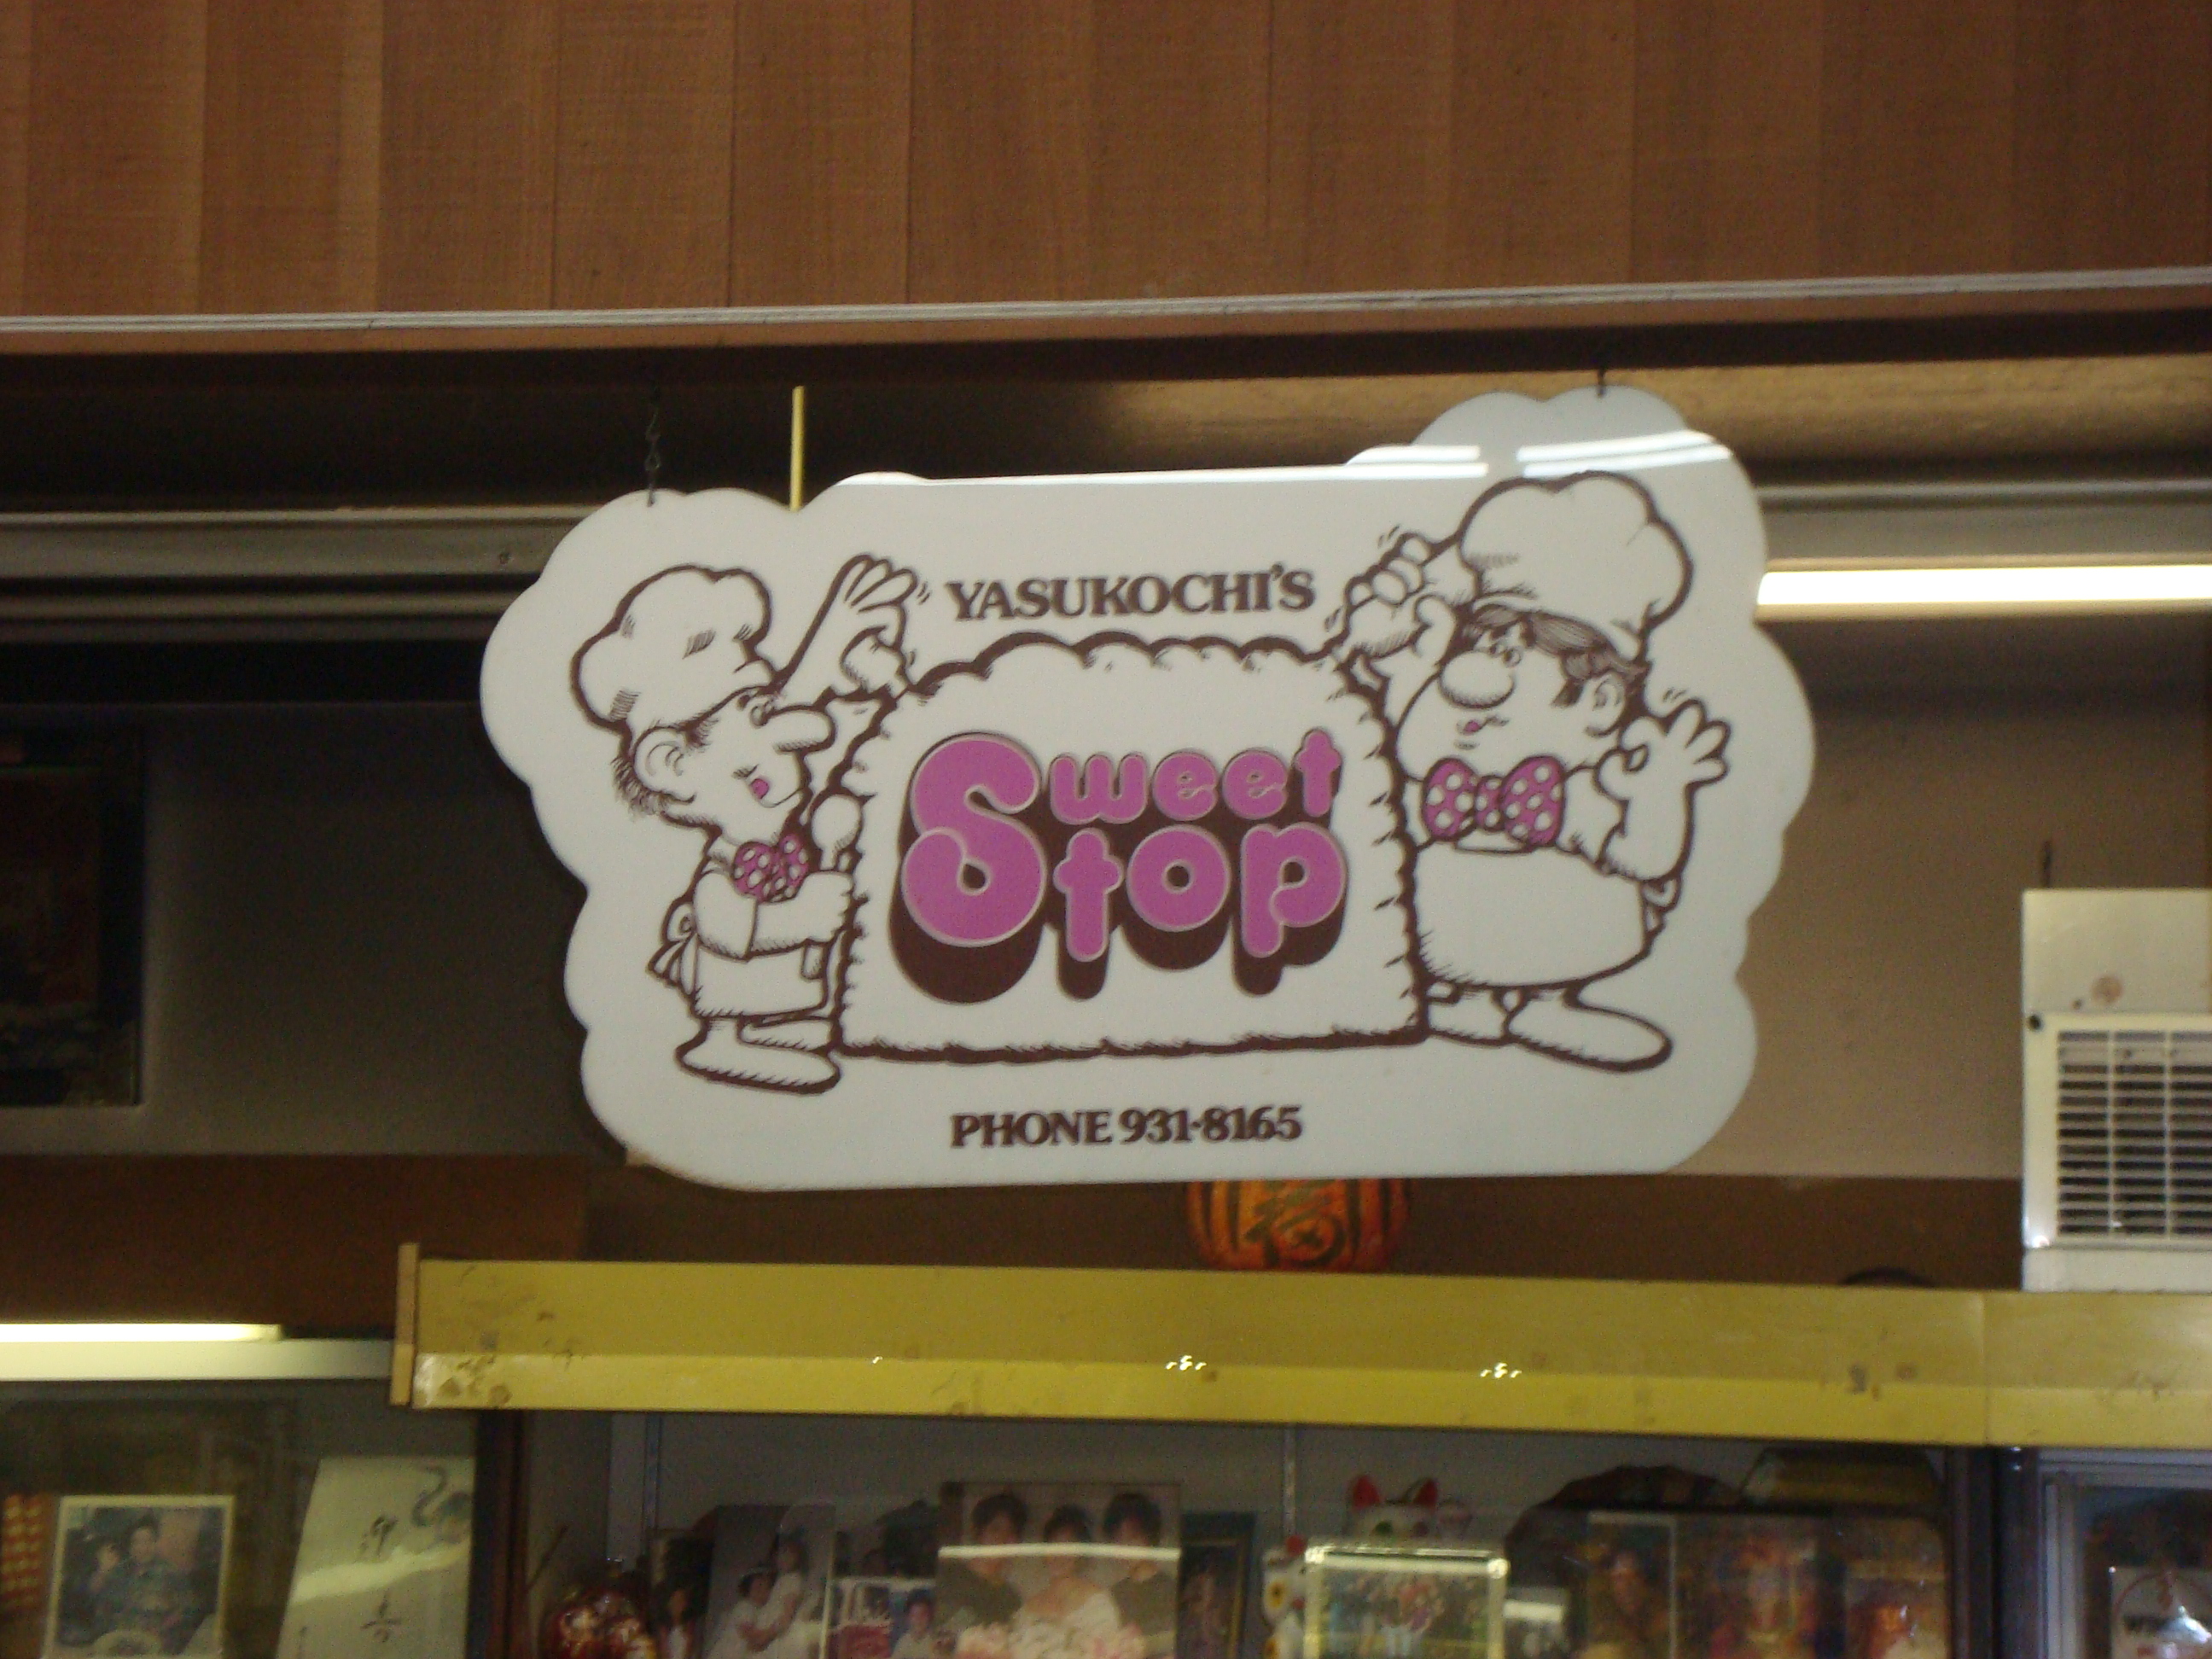 YASUKOCHI'S
Sweet
Stop
PHONE 931-8165